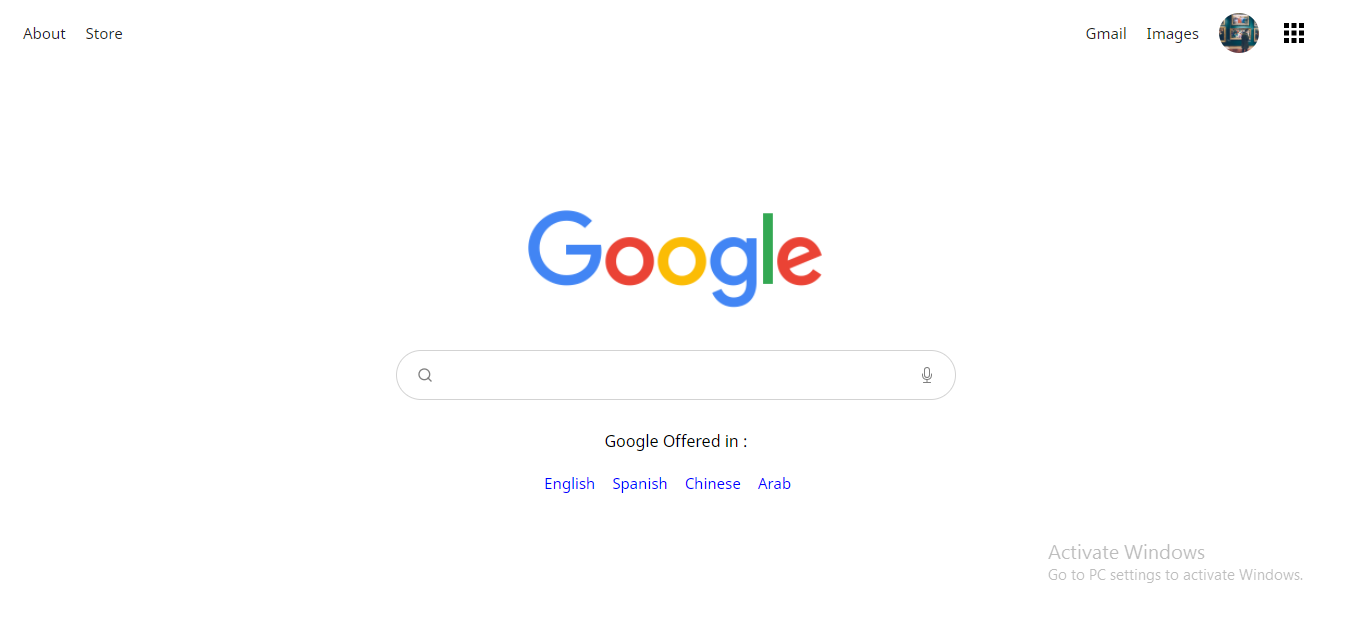 About Store Gmail Images
Google
Google Offered in :
English Spanish Chinese Arab
Activate Windows
Go to PC settings to activate Windows.